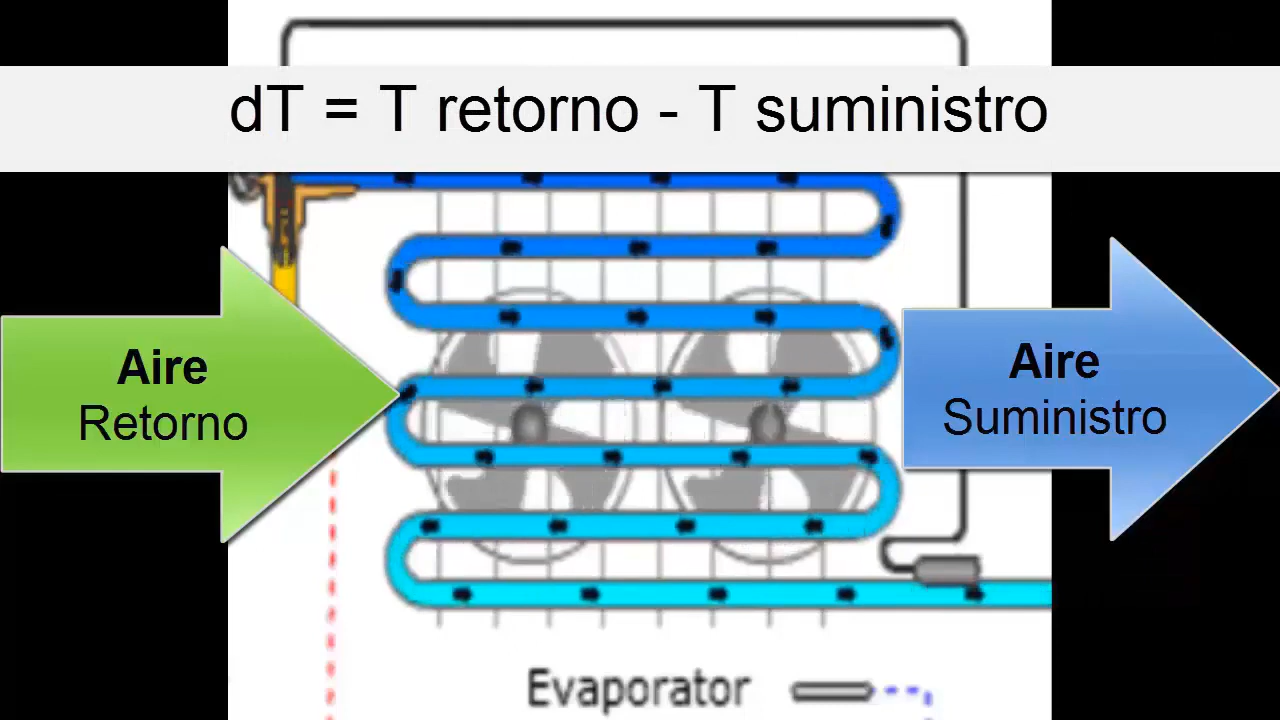 dT = T retorno - T suministro
Aire
Retorno
Aire
Suministro
Evaporator